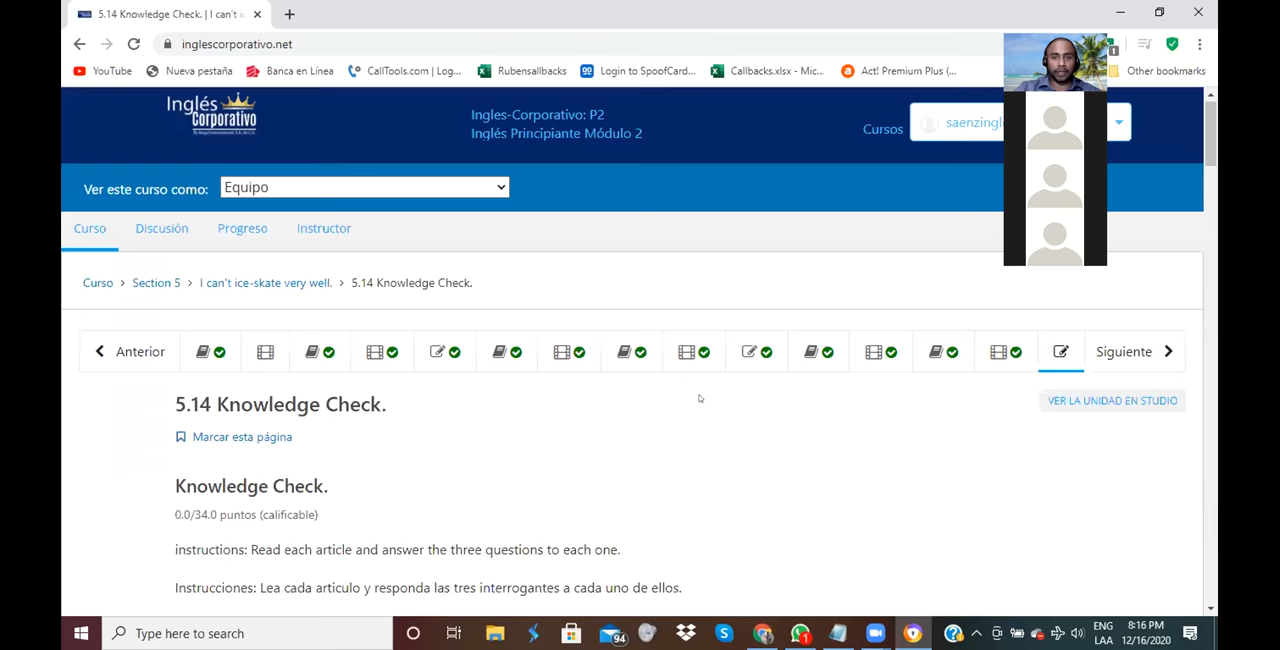 5.14 Knowledge Check. | I can't i
inglescorporativo.net
1
YouTube Nueva pestaña Banca en Línea CallTools.com | Log... Rubensallbacks Login to SpoofCard... Callbacks.xlsx - Mic... Act! Premium Plus (... Other bookmarks
Inglés
Corporativo
Ingles-Corporativo: P2
Inglés Principiante Módulo 2
Cursos
saenzingl
Ver este curso como: Equipo
Curso Discusión Progreso Instructor
Curso > Section 5 > I can't ice-skate very well. > 5.14 Knowledge Check.
Anterior
Siguiente
5.14 Knowledge Check.
VER LA UNIDAD EN STUDIO
Marcar esta página
Knowledge Check.
0.0/34.0 puntos (calificable)
instructions: Read each article and answer the three questions to each one.
Instrucciones: Lea cada articulo y responda las tres interrogantes a cada uno de ellos.
Type here to search
94
1
ENG
LAA
8:16 PM
12/16/2020